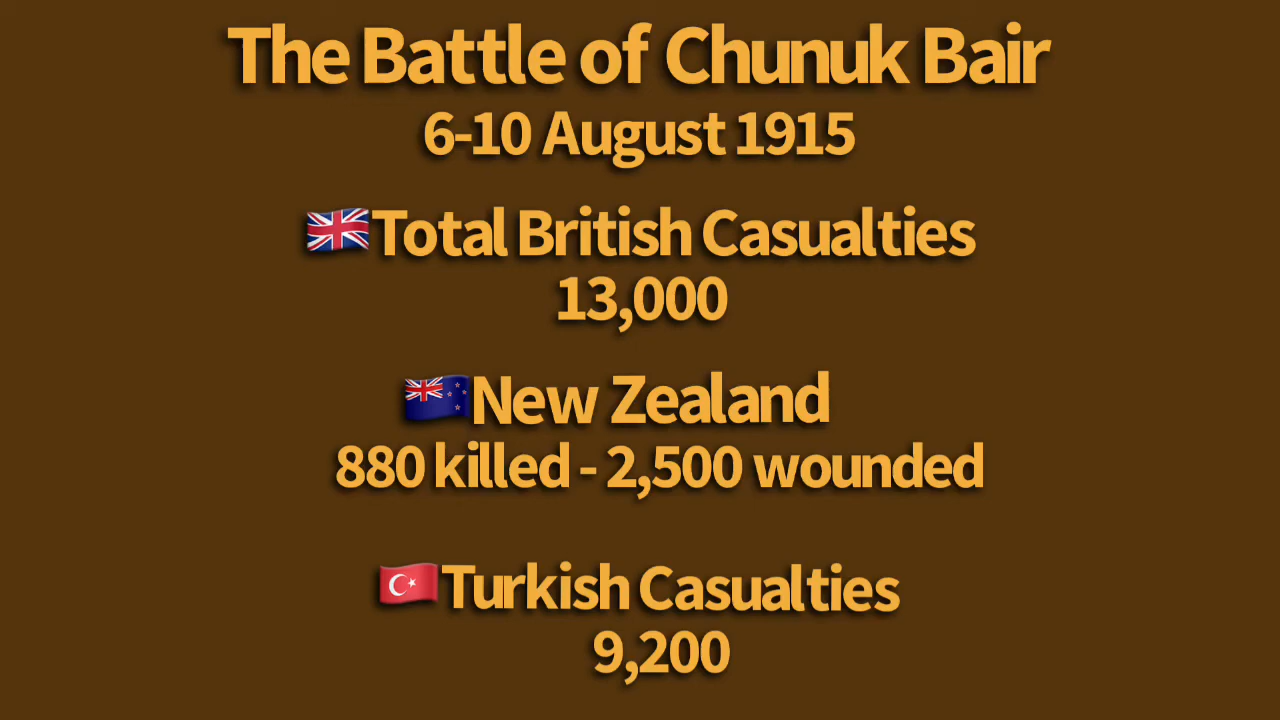 The Battle of Chunuk Bair
6-10 August 1915
Total British Casualties
13,000
New Zealand
880 killed - 2,500 wounded
Turkish Casualties
9,200